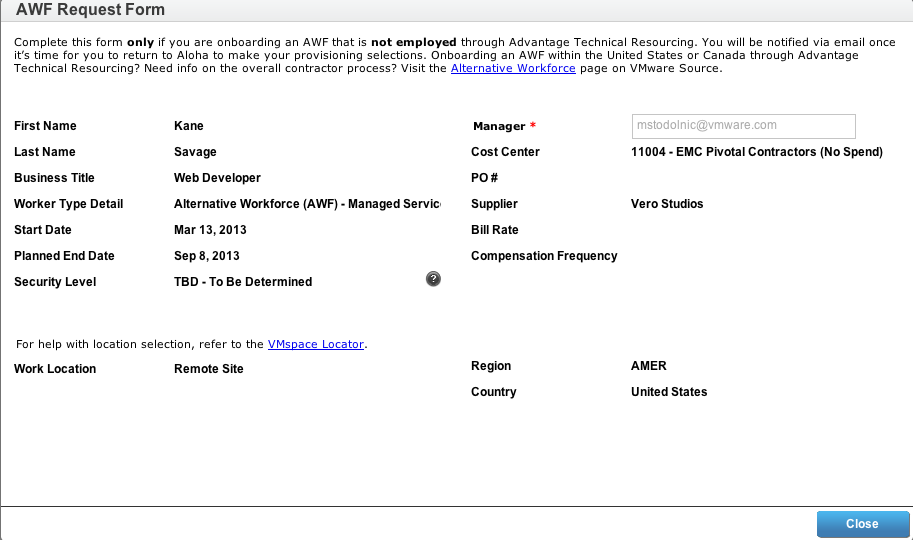 AWF Request Form
Complete this form only if you are onboarding an AWF that is not employed through Advantage Technical Resourcing. You will be notified via email once
it's time for you to return to Aloha to make your provisioning selections. Onboarding an AWF within the United States or Canada through Advantage
Technical Resourcing? Need info on the overall contractor process? Visit the Alternative Workforce page on VMware Source.
First Name Kane
Last Name Savage
Business Title Web Developer
Worker Type Detail Alternative Workforce (AWF) - Managed Servic
Start Date Mar 13, 2013
Planned End Date Sep 8, 2013
Security Level TBD - To Be Determined ?
Manager * mstodolnic@vmware.com
Cost Center 11004 - EMC Pivotal Contractors (No Spend)
PO #
Supplier Vero Studios
Bill Rate
Compensation Frequency
For help with location selection, refer to the VMspace Locator.
Work Location Remote Site
Region AMER
Country United States
Close